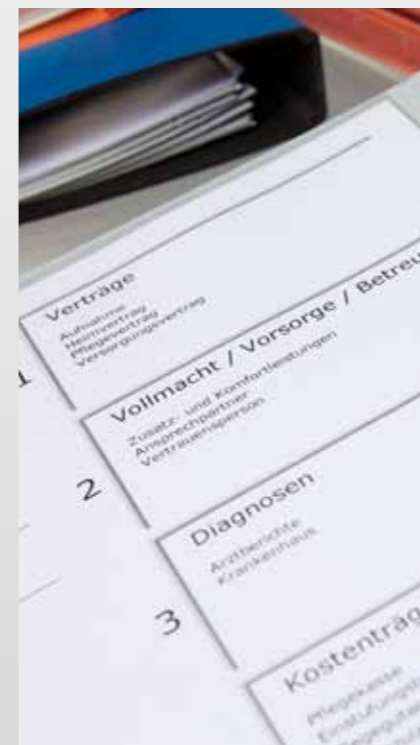 1
Verträge
Aufnahme
Heimvertrag
Pflegevertrag
Versorgungsvertrag
2
Vollmacht / Vorsorge / Betreu
Zusatz- und Komfortleistungen
Ansprechpartner
Vertrauensperson
3
Diagnosen
Arztberichte
Krankenhaus
Kostenträg
Pflegekasse